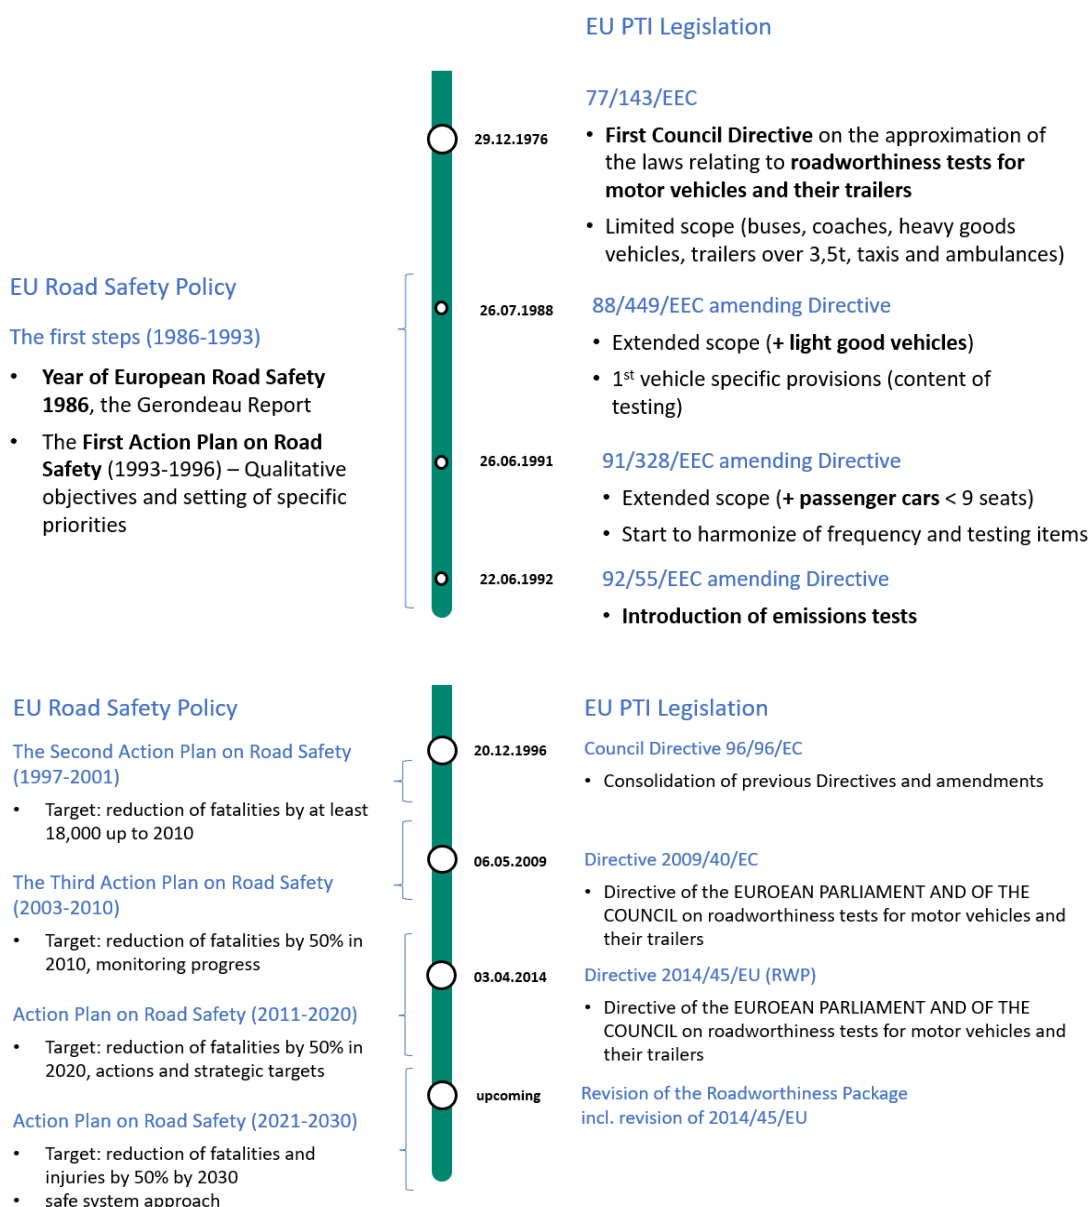 EU PTI Legislation
77/143/EEC
29.12.1976
• First Council Directive on the approximation of
the laws relating to roadworthiness tests for
motor vehicles and their trailers
• Limited scope (buses, coaches, heavy goods
vehicles, trailers over 3,5t, taxis and ambulances)
EU Road Safety Policy
The first steps (1986-1993)
• Year of European Road Safety
1986, the Gerondeau Report
• The First Action Plan on Road
Safety (1993-1996) – Qualitative
objectives and setting of specific
priorities
26.07.1988
88/449/EEC amending Directive
• Extended scope (+ light good vehicles)
• 1st vehicle specific provisions (content of
testing)
26.06.1991
91/328/EEC amending Directive
• Extended scope (+ passenger cars < 9 seats)
• Start to harmonize of frequency and testing items
22.06.1992
92/55/EEC amending Directive
• Introduction of emissions tests
EU Road Safety Policy
The Second Action Plan on Road Safety
(1997-2001)
• Target: reduction of fatalities by at least
18,000 up to 2010
The Third Action Plan on Road Safety
(2003-2010)
• Target: reduction of fatalities by 50% in
2010, monitoring progress
Action Plan on Road Safety (2011-2020)
• Target: reduction of fatalities by 50% in
2020, actions and strategic targets
Action Plan on Road Safety (2021-2030)
• Target: reduction of fatalities and
injuries by 50% by 2030
• safe system approach
EU PTI Legislation
20.12.1996
Council Directive 96/96/EC
• Consolidation of previous Directives and amendments
06.05.2009
Directive 2009/40/EC
• Directive of the EUROEAN PARLIAMENT AND OF THE
COUNCIL on roadworthiness tests for motor vehicles and
their trailers
03.04.2014
Directive 2014/45/EU (RWP)
• Directive of the EUROEAN PARLIAMENT AND OF THE
COUNCIL on roadworthiness tests for motor vehicles and
their trailers
upcoming
Revision of the Roadworthiness Package
incl. revision of 2014/45/EU